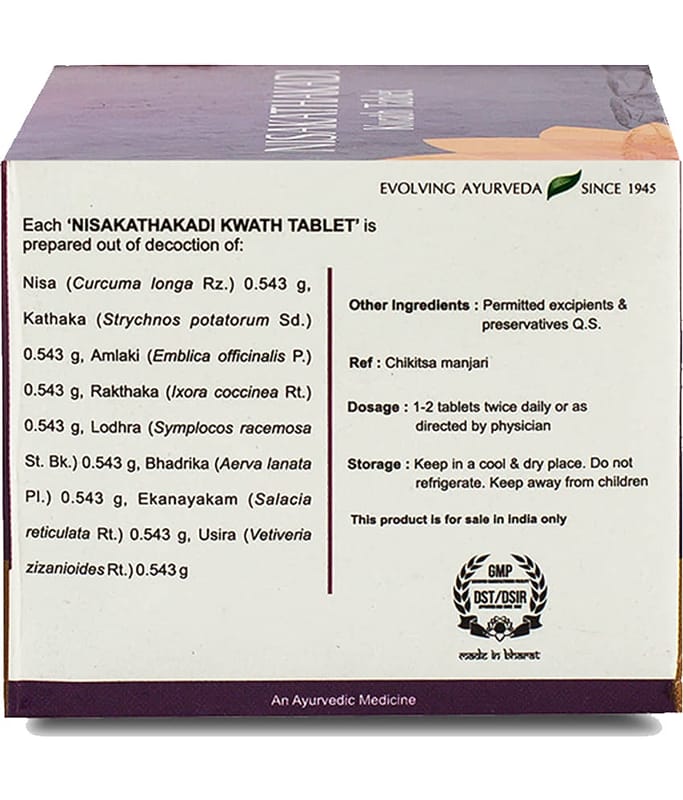 NISAKATHAKADI
Kwath Tablet
EVOLVING AYURVEDA SINCE 1945
Each ‘NISAKATHAKADI KWATH TABLET’ is
prepared out of decoction of:
Nisa (Curcuma longa Rz.) 0.543 g,
Kathaka (Strychnos potatorum Sd.)
0.543 g, Amlaki (Emblica officinalis P.)
0.543 g, Rakthaka (Ixora coccinea Rt.)
0.543 g, Lodhra (Symplocos racemosa
St. Bk.) 0.543 g, Bhadrika (Aerva lanata
Pl.) 0.543 g, Ekanayakam (Salacia
reticulata Rt.) 0.543 g, Usira (Vetiveria
zizanioides Rt.) 0.543 g
Other Ingredients : Permitted excipients &
preservatives Q.S.
Ref : Chikitsa manjari
Dosage : 1-2 tablets twice daily or as
directed by physician
Storage : Keep in a cool & dry place. Do not
refrigerate. Keep away from children
This product is for sale in India only
GMP
DST/DSIR
made in bharat
An Ayurvedic Medicine